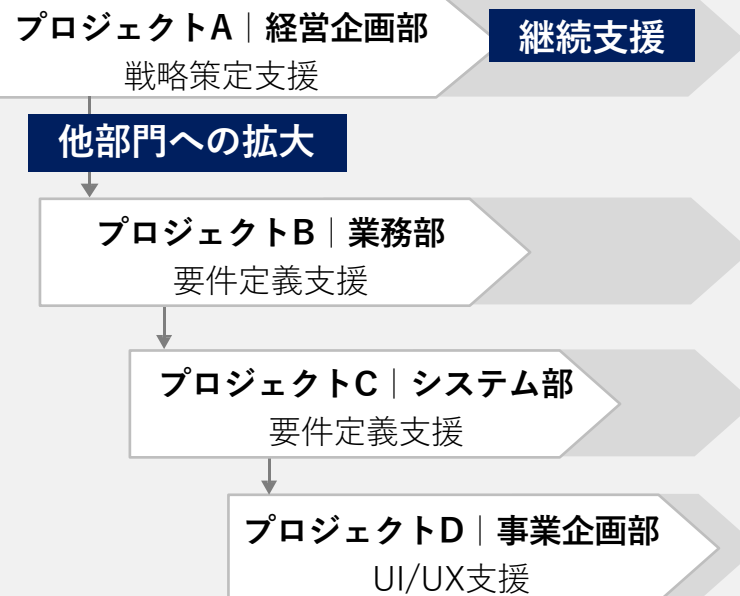 プロジェクトA｜経営企画部
戦略策定支援
継続支援
他部門への拡大
プロジェクトB｜業務部
要件定義支援
プロジェクトC｜システム部
要件定義支援
プロジェクトD｜事業企画部
UI/UX支援